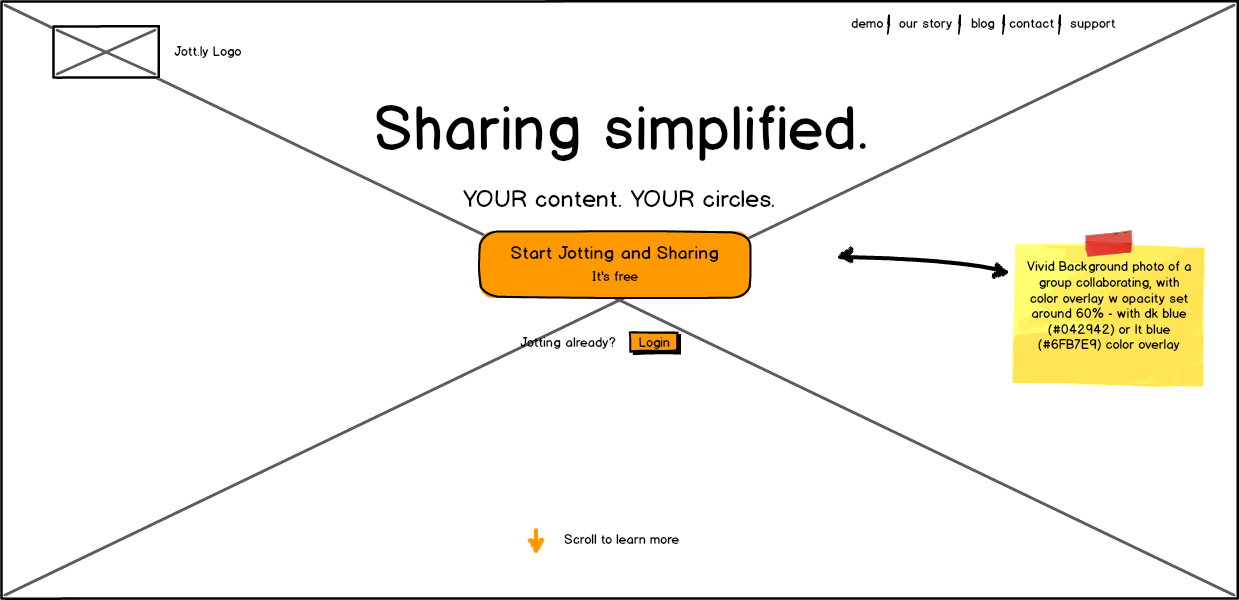 demo | our story | blog | contact | support
Jott.ly Logo
Sharing simplified.
YOUR content. YOUR circles.
Start Jotting and Sharing
It's free
Vivid Background photo of a
group collaborating, with
color overlay w opacity set
around 60% - with dk blue
(#042942) or lt blue
(#6FB7E9) color overlay
Jotting already? Login
Scroll to learn more